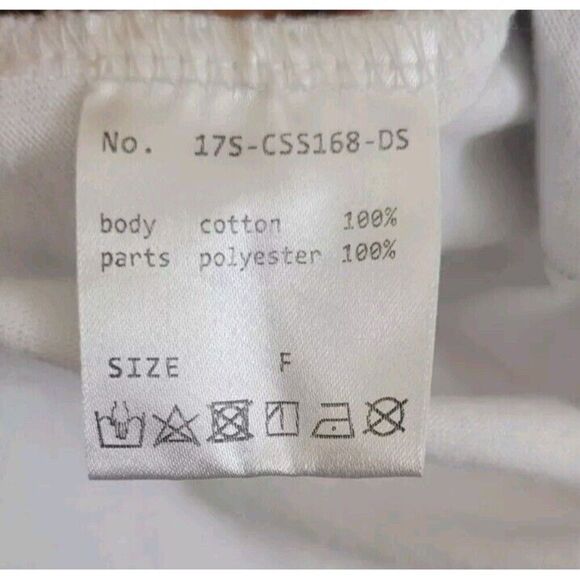 No. 17S-CSS168-DS
body cotton 100%
parts polyester 100%
SIZE F